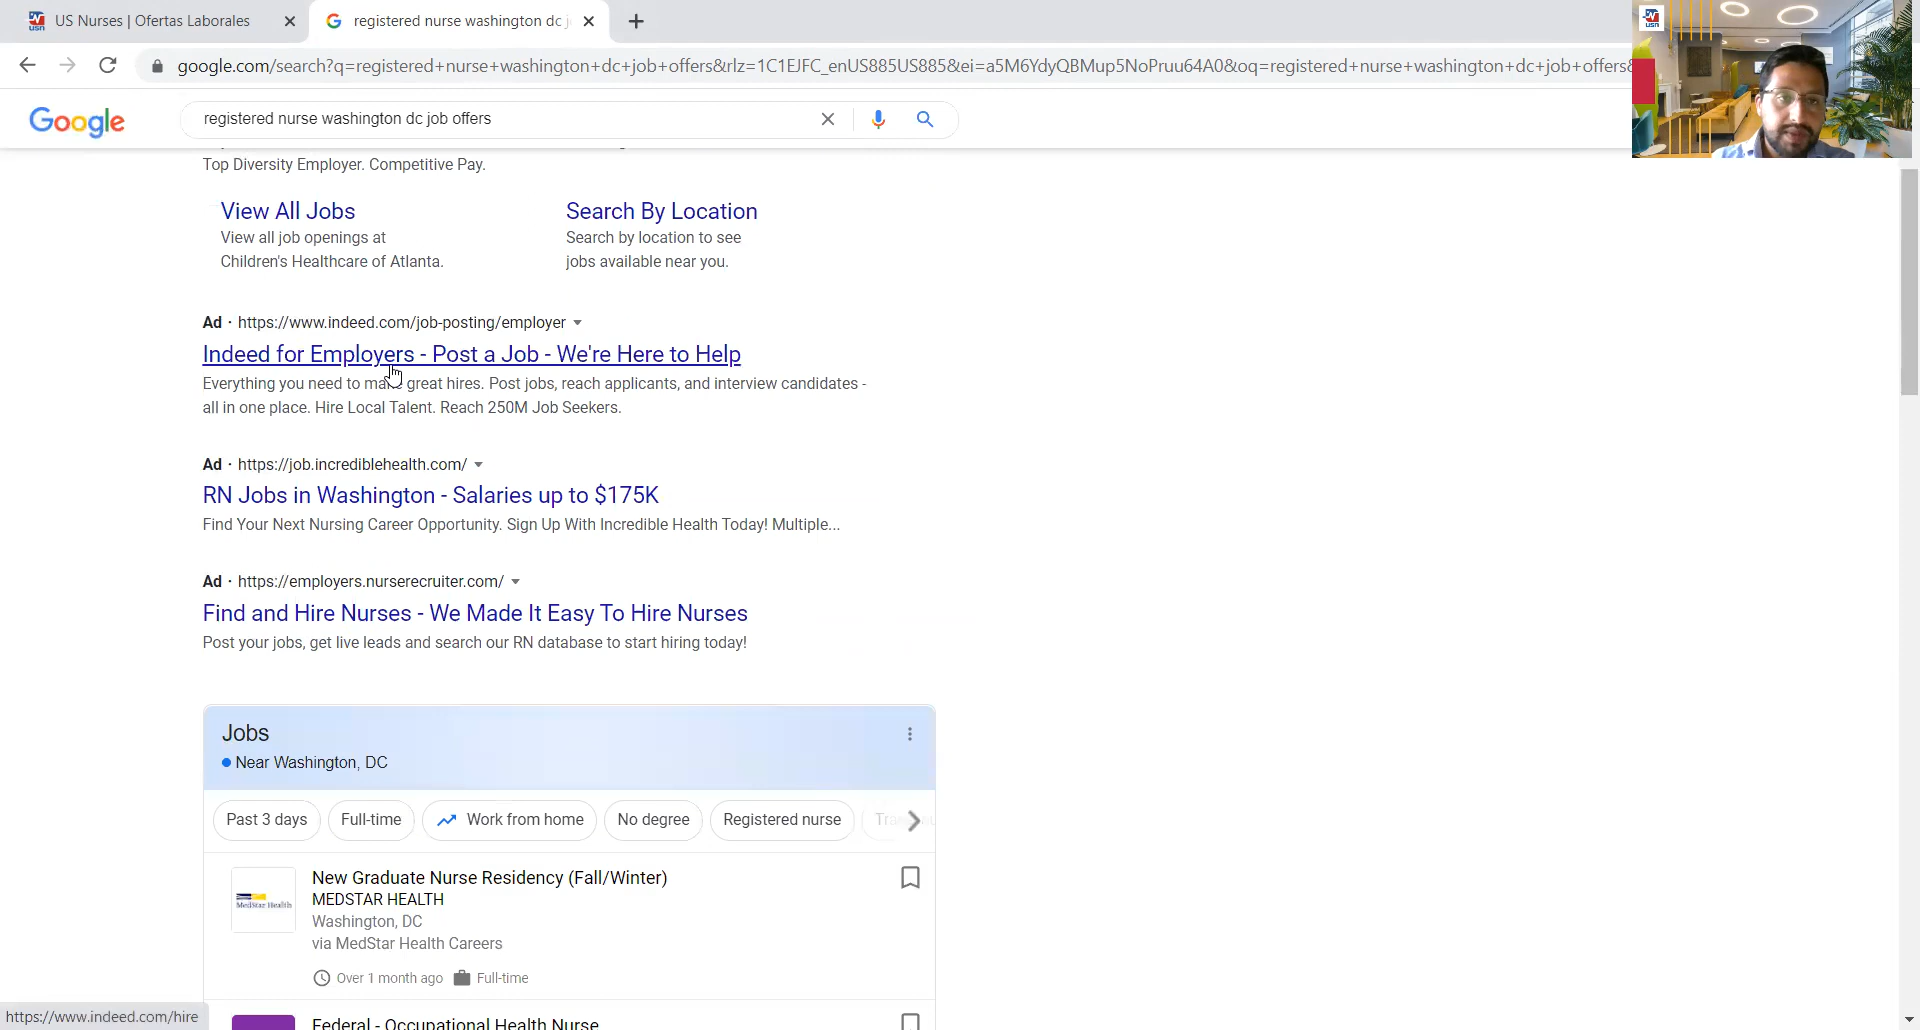 US Nurses | Ofertas Laborales
registered nurse washington dc j
google.com/search?q=registered+nurse+washington+dc+job+offers&rlz=1C1EJFC_enUS885US885&ei=a5M6YdyQBMup5NoPruu64A0&oq=registered+nurse+washington+dc+job+offers&
Google
registered nurse washington dc job offers
Top Diversity Employer. Competitive Pay.
View All Jobs
View all job openings at
Children's Healthcare of Atlanta.
Search By Location
Search by location to see
jobs available near you.
Ad · https://www.indeed.com/job-posting/employer
Indeed for Employers - Post a Job - We're Here to Help
Everything you need to make great hires. Post jobs, reach applicants, and interview candidates -
all in one place. Hire Local Talent. Reach 250M Job Seekers.
Ad · https://job.incrediblehealth.com/
RN Jobs in Washington - Salaries up to $175K
Find Your Next Nursing Career Opportunity. Sign Up With Incredible Health Today! Multiple...
Ad · https://employers.nurserecruiter.com/
Find and Hire Nurses - We Made It Easy To Hire Nurses
Post your jobs, get live leads and search our RN database to start hiring today!
Jobs
Near Washington, DC
Past 3 days
Full-time
Work from home
No degree
Registered nurse
MedStar Health
New Graduate Nurse Residency (Fall/Winter)
MEDSTAR HEALTH
Washington, DC
via MedStar Health Careers
Over 1 month ago
Full-time
Federal - Occupational Health Nurse
https://www.indeed.com/hire
usn